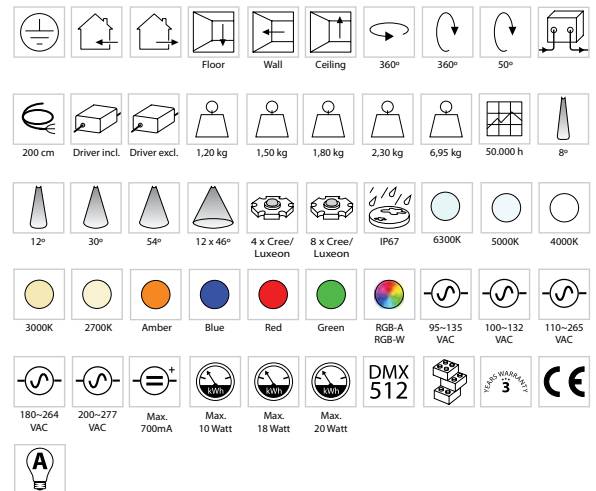 Floor
Wall
Ceiling
360º
360º
50º
200 cm
Driver incl.
Driver excl.
1,20 kg
1,50 kg
1,80 kg
2,30 kg
6,95 kg
50.000 h
8º
12º
30º
54º
12 x 46º
4 x Cree/
Luxeon
8 x Cree/
Luxeon
IP67
6300K
5000K
4000K
3000K
2700K
Amber
Blue
Red
Green
RGB-A
RGB-W
95~135
VAC
100~132
VAC
110~265
VAC
180~264
VAC
200~277
VAC
+
Max.
700mA
kWh
Max.
10 Watt
kWh
Max.
18 Watt
kWh
Max.
20 Watt
DMX
512
YEARS WARRANTY
3
CE
A